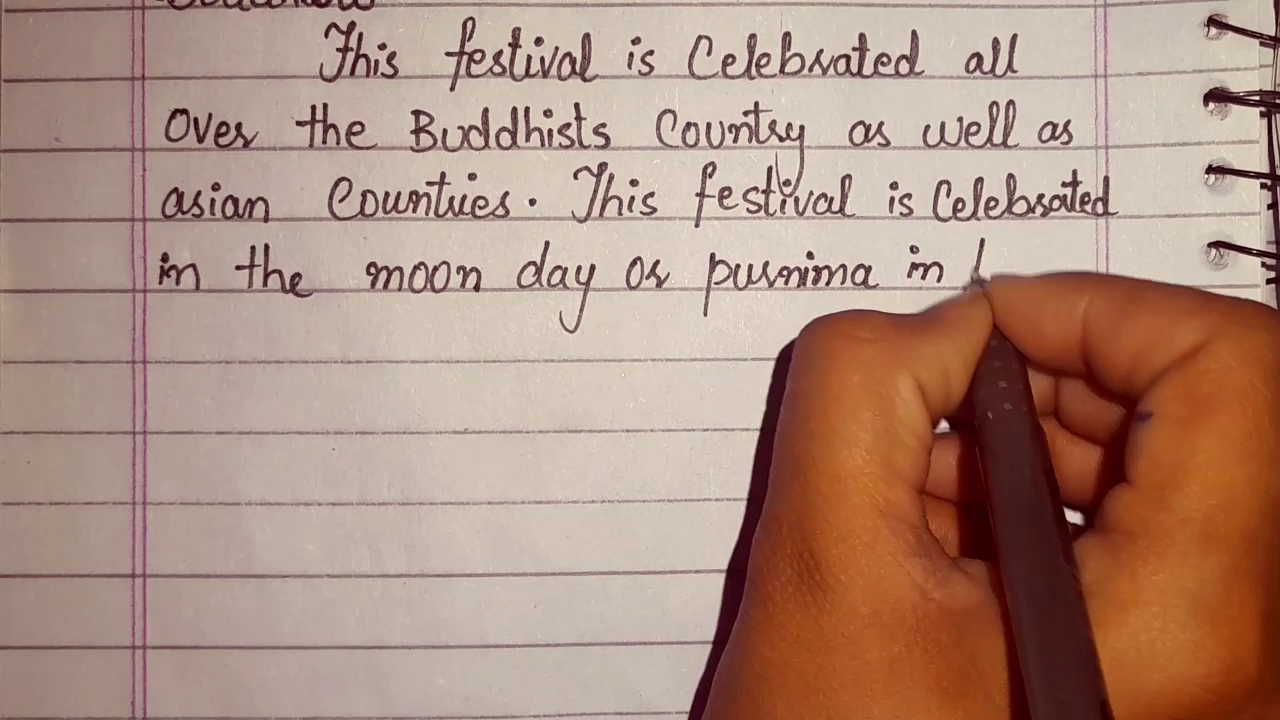 This festival is Celebrated all
Over the Buddhists Country as well as
asian Countries. This festival is Celebrated
in the moon day or purnima in